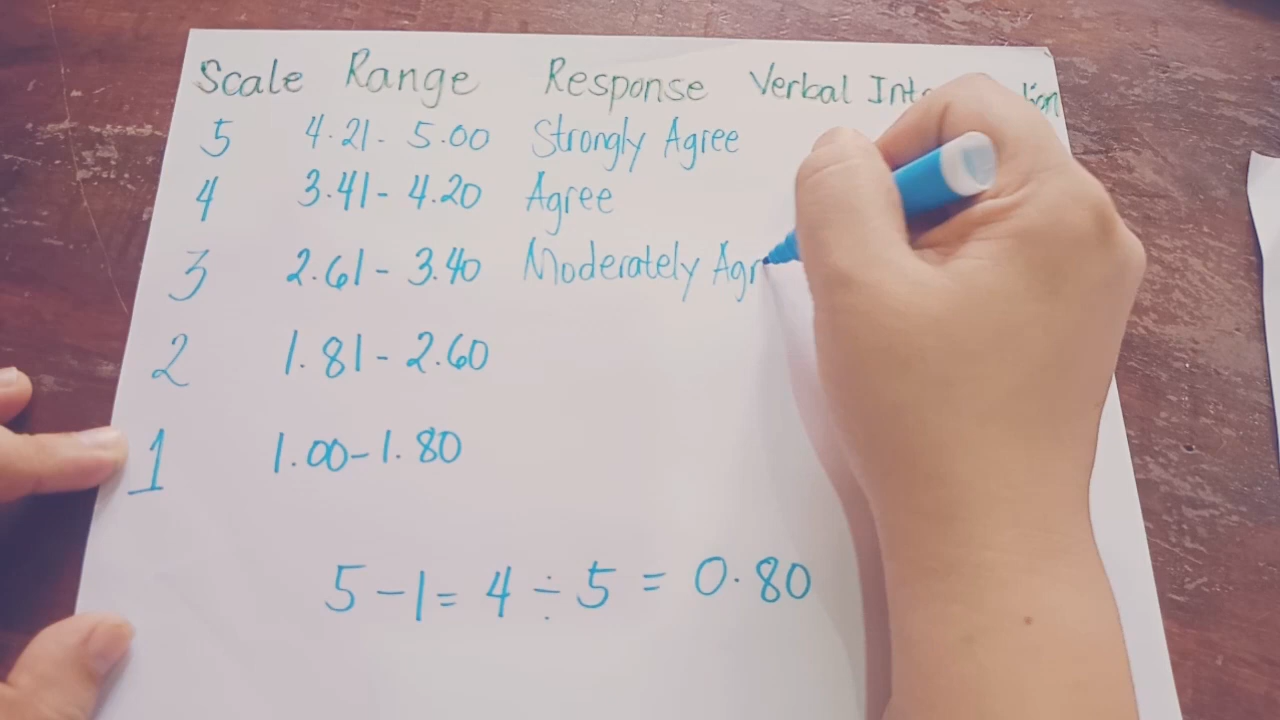 Scale Range Response Verbal
5 4.21 - 5.00 Strongly Agree
4 3.41 - 4.20 Agree
3 2.61 - 3.40 Moderately Agr
2 1.81 - 2.60
1 1.00 - 1.80
5 - 1 = 4 ÷ 5 = 0.80